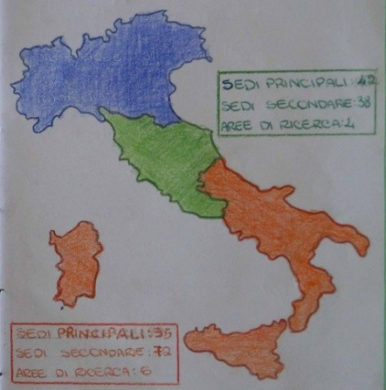 SEDI PRINCIPALI:42
SEDI SECONDARE:38
AREE DI RICERCA:4
SEDI PRINCIPALI:35
SEDI SECONDARE:72
AREE DI RICERCA:6